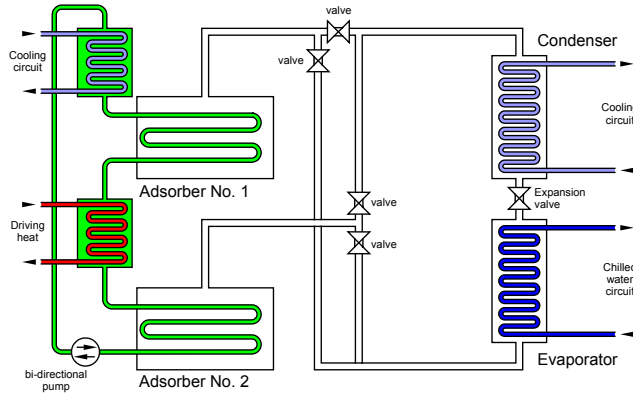 valve
valve
Condenser
Cooling
circuit
Cooling
circuit
Adsorber No. 1
Expansion
valve
Driving
heat
valve
valve
Chilled
water
circuit
Evaporator
bi-directional
pump
Adsorber No. 2